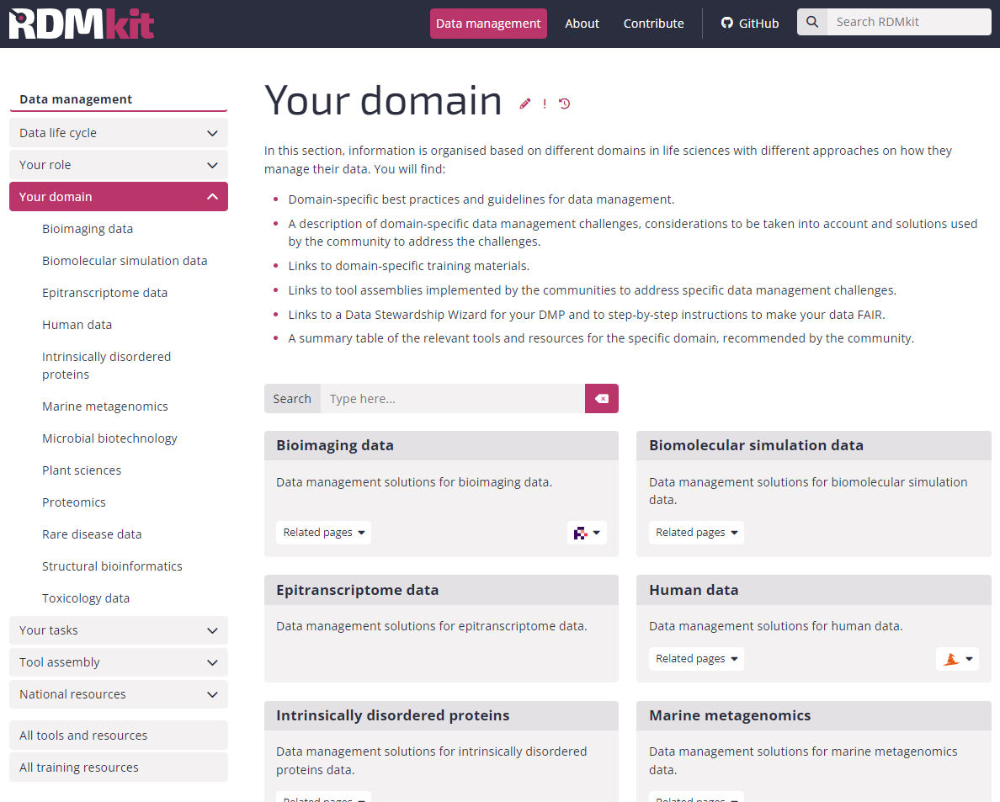 RDMkit
Data management
About
Contribute
GitHub
Search RDMkit
Data management
Data life cycle
Your role
Your domain
Bioimaging data
Biomolecular simulation data
Epitranscriptome data
Human data
Intrinsically disordered
proteins
Marine metagenomics
Microbial biotechnology
Plant sciences
Proteomics
Rare disease data
Structural bioinformatics
Toxicology data
Your tasks
Tool assembly
National resources
All tools and resources
All training resources
Your domain
In this section, information is organised based on different domains in life sciences with different approaches on how they
manage their data. You will find:
Domain-specific best practices and guidelines for data management.
A description of domain-specific data management challenges, considerations to be taken into account and solutions used
by the community to address the challenges.
Links to domain-specific training materials.
Links to tool assemblies implemented by the communities to address specific data management challenges.
Links to a Data Stewardship Wizard for your DMP and to step-by-step instructions to make your data FAIR.
A summary table of the relevant tools and resources for the specific domain, recommended by the community.
Search
Type here...
Bioimaging data
Data management solutions for bioimaging data.
Related pages
Biomolecular simulation data
Data management solutions for biomolecular simulation
data.
Related pages
Epitranscriptome data
Data management solutions for epitranscriptome data.
Human data
Data management solutions for human data.
Related pages
Intrinsically disordered proteins
Data management solutions for intrinsically disordered
proteins data.
Related pages
Marine metagenomics
Data management solutions for marine metagenomics
data.
Related pages